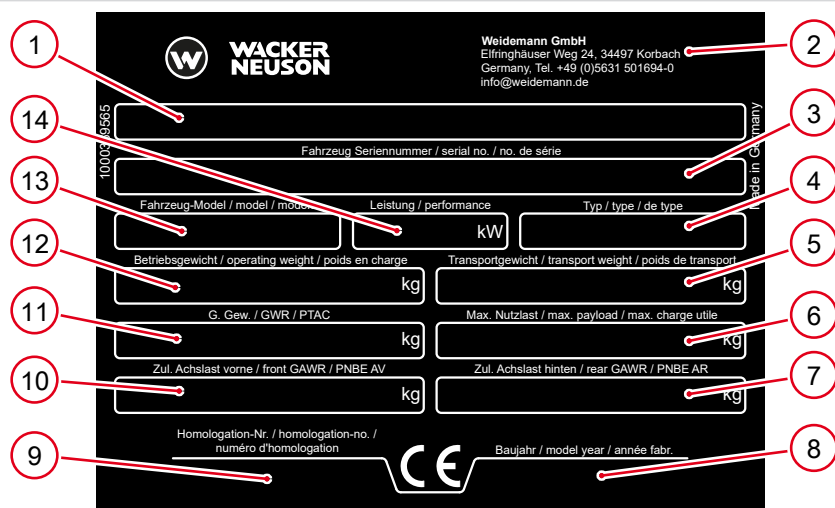 1
WACKER
NEUSON
Weidemann GmbH
Elfringhäuser Weg 24, 34497 Korbach
Germany, Tel. +49 (0)5631 501694-0
info@weidemann.de
2
14
Made in Germany
3
Fahrzeug Seriennummer / serial no. / no. de série
13
Fahrzeug-Model / model /
Leistung / performance
kW
Typ / type / de type
4
12
Betriebsgewicht / operating weight / poids en charge
kg
Transportgewicht / transport weight / poids de transport
kg
5
11
G. Gew. / GWR / PTAC
kg
Max. Nutzlast / max. payload / max. charge utile
kg
6
10
Zul. Achslast vorne / front GAWR / PNBE AV
kg
Zul. Achslast hinten / rear GAWR / PNBE AR
kg
7
9
Homologation-Nr. / homologation-no. /
numéro d'homologation
CE
Baujahr / model year / année fabr.
8